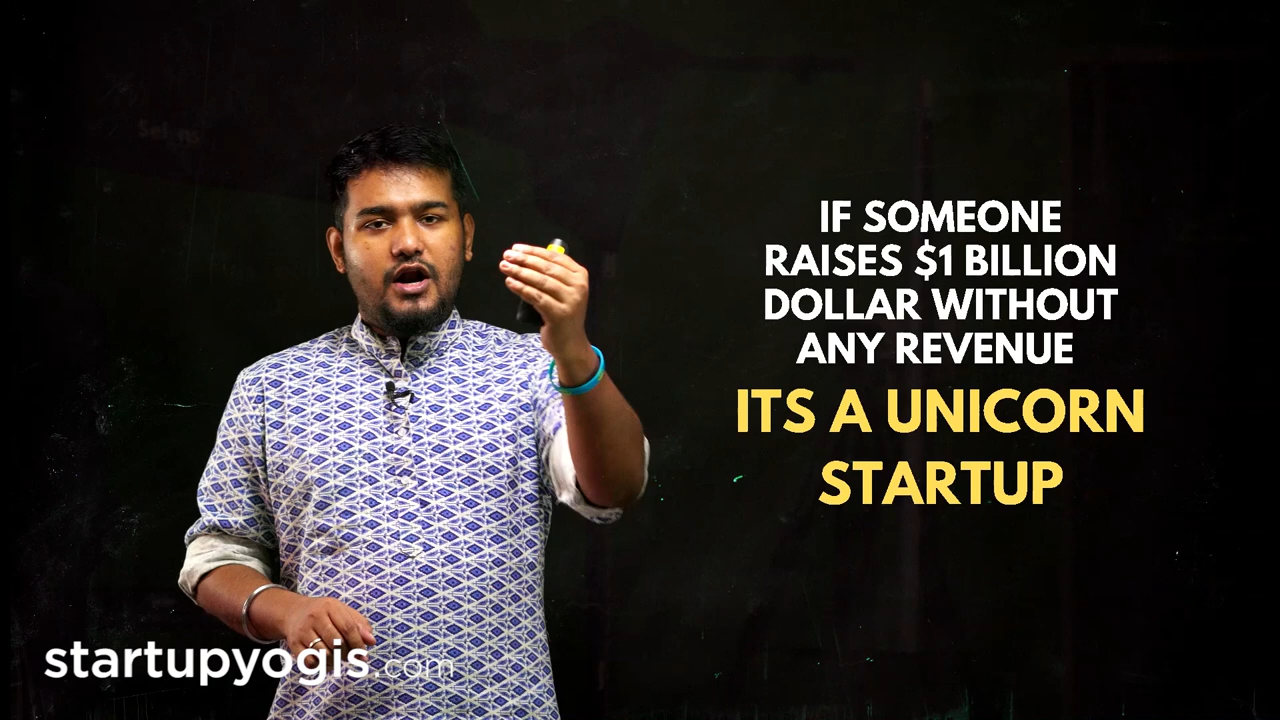 IF SOMEONE
RAISES $1 BILLION
DOLLAR WITHOUT
ANY REVENUE
ITS A UNICORN
STARTUP
startupyogis.com